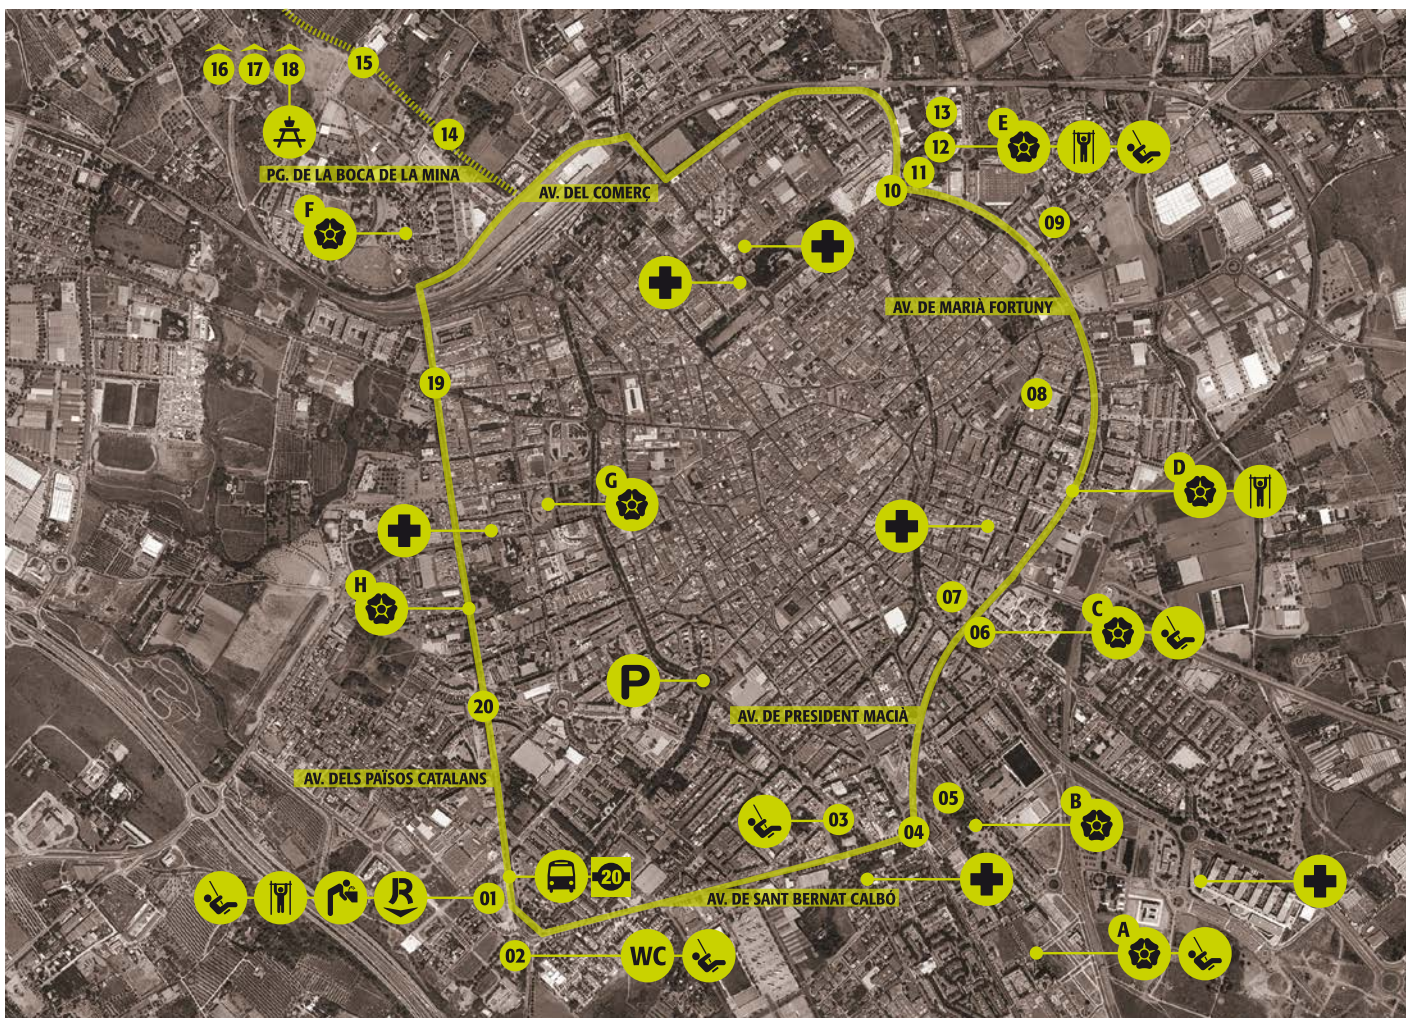 16
17
18
15
14
PG. DE LA BOCA DE LA MINA
F
AV. DEL COMERÇ
13
12
E
11
10
09
AV. DE MARIÀ FORTUNY
19
08
G
D
H
07
06
C
P
20
AV. DE PRESIDENT MACIÀ
AV. DELS PAÏSOS CATALANS
03
04
05
B
01
20
AV. DE SANT BERNAT CALBÓ
02
WC
A